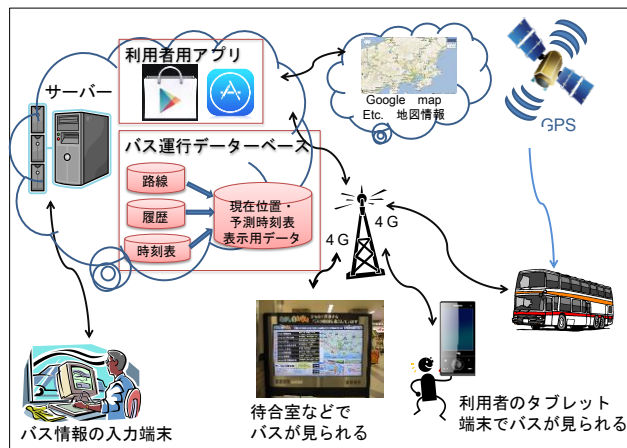 利用者用アプリ
サーバー
Google map
Etc. 地図情報
GPS
バス運行データーベース
路線
履歴
時刻表
現在位置・
予測時刻表
表示用データ
4G
4G
バス情報の入力端末
待合室などで
バスが見られる
利用者のタブレット
端末でバスが見られる